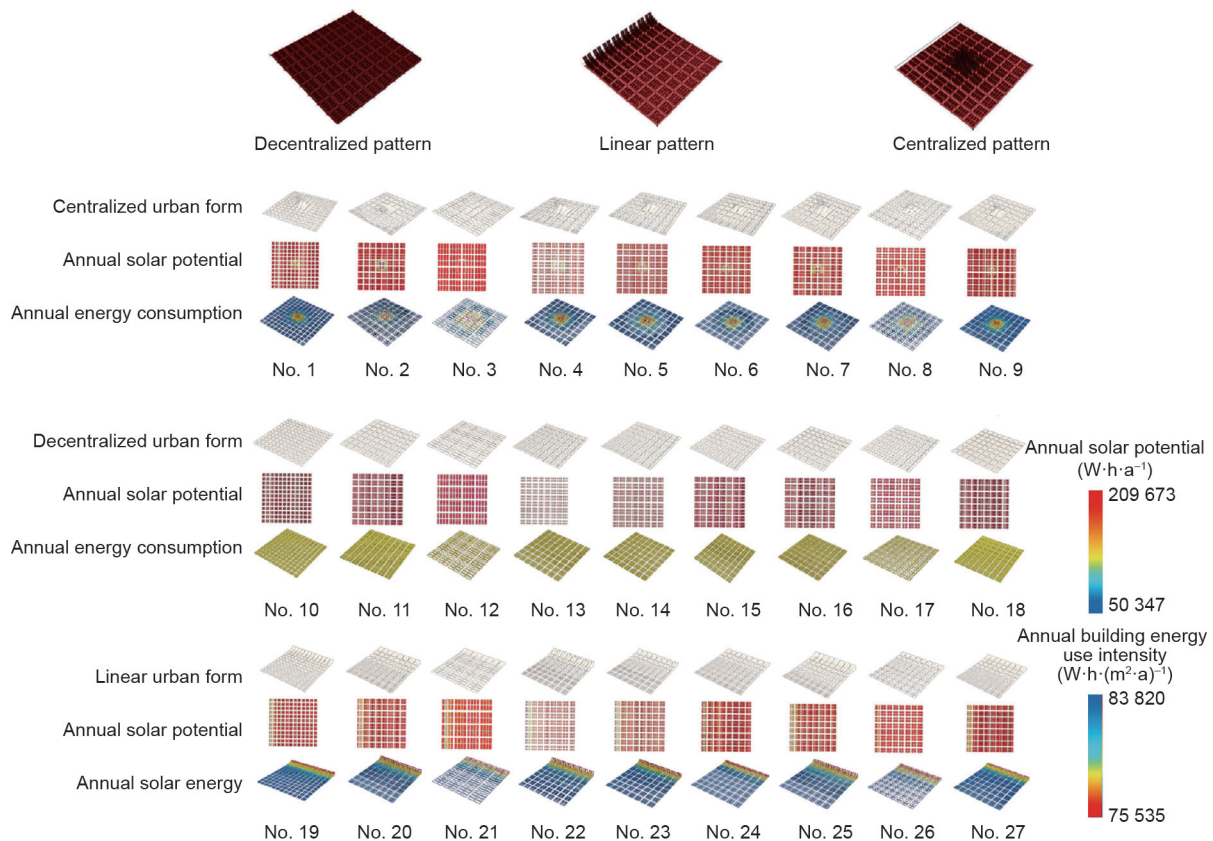 Decentralized pattern
Linear pattern
Centralized pattern
Centralized urban form
Annual solar potential
Annual energy consumption
No. 1
No. 2
No. 3
No. 4
No. 5
No. 6
No. 7
No. 8
No. 9
Decentralized urban form
Annual solar potential
Annual energy consumption
No. 10
No. 11
No. 12
No. 13
No. 14
No. 15
No. 16
No. 17
No. 18
Linear urban form
Annual solar potential
Annual solar energy
No. 19
No. 20
No. 21
No. 22
No. 23
No. 24
No. 25
No. 26
No. 27
Annual solar potential
(W·h·a⁻¹)
209 673
50 347
Annual building energy
use intensity
(W·h·(m²·a)⁻¹)
83 820
75 535